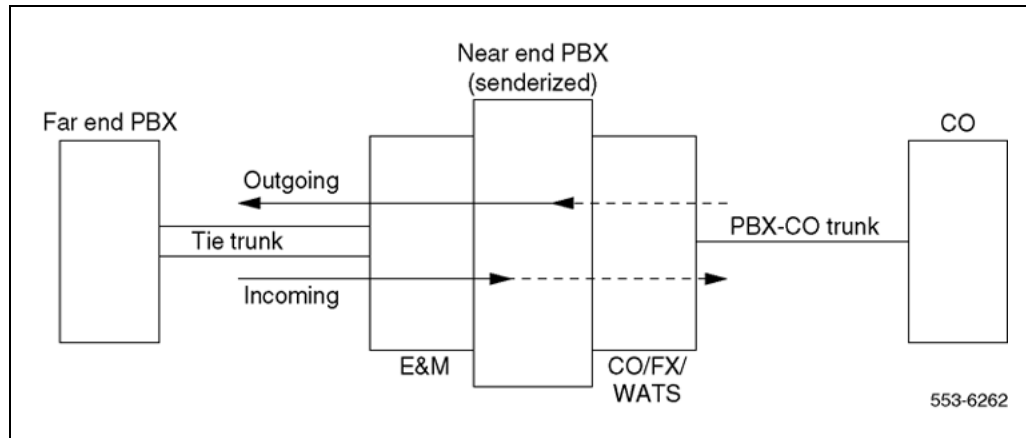 Near end PBX
(senderized)
Far end PBX
CO
Outgoing
PBX-CO trunk
Tie trunk
Incoming
E&M
CO/FX/
WATS
553-6262